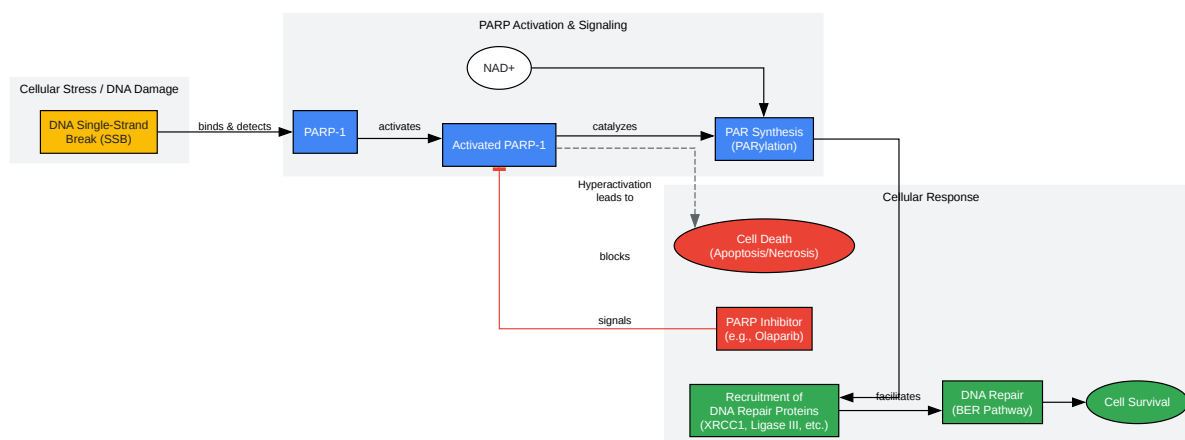 PARP Activation & Signaling
NAD+
Cellular Stress / DNA Damage
DNA Single-Strand
Break (SSB)
binds & detects
PARP-1
activates
Activated PARP-1
catalyzes
PAR Synthesis
(PARylation)
Hyperactivation
leads to
Cellular Response
Cell Death
(Apoptosis/Necrosis)
blocks
signals
PARP Inhibitor
(e.g., Olaparib)
Recruitment of
DNA Repair Proteins
(XRCC1, Ligase III, etc.)
facilitates
DNA Repair
(BER Pathway)
Cell Survival